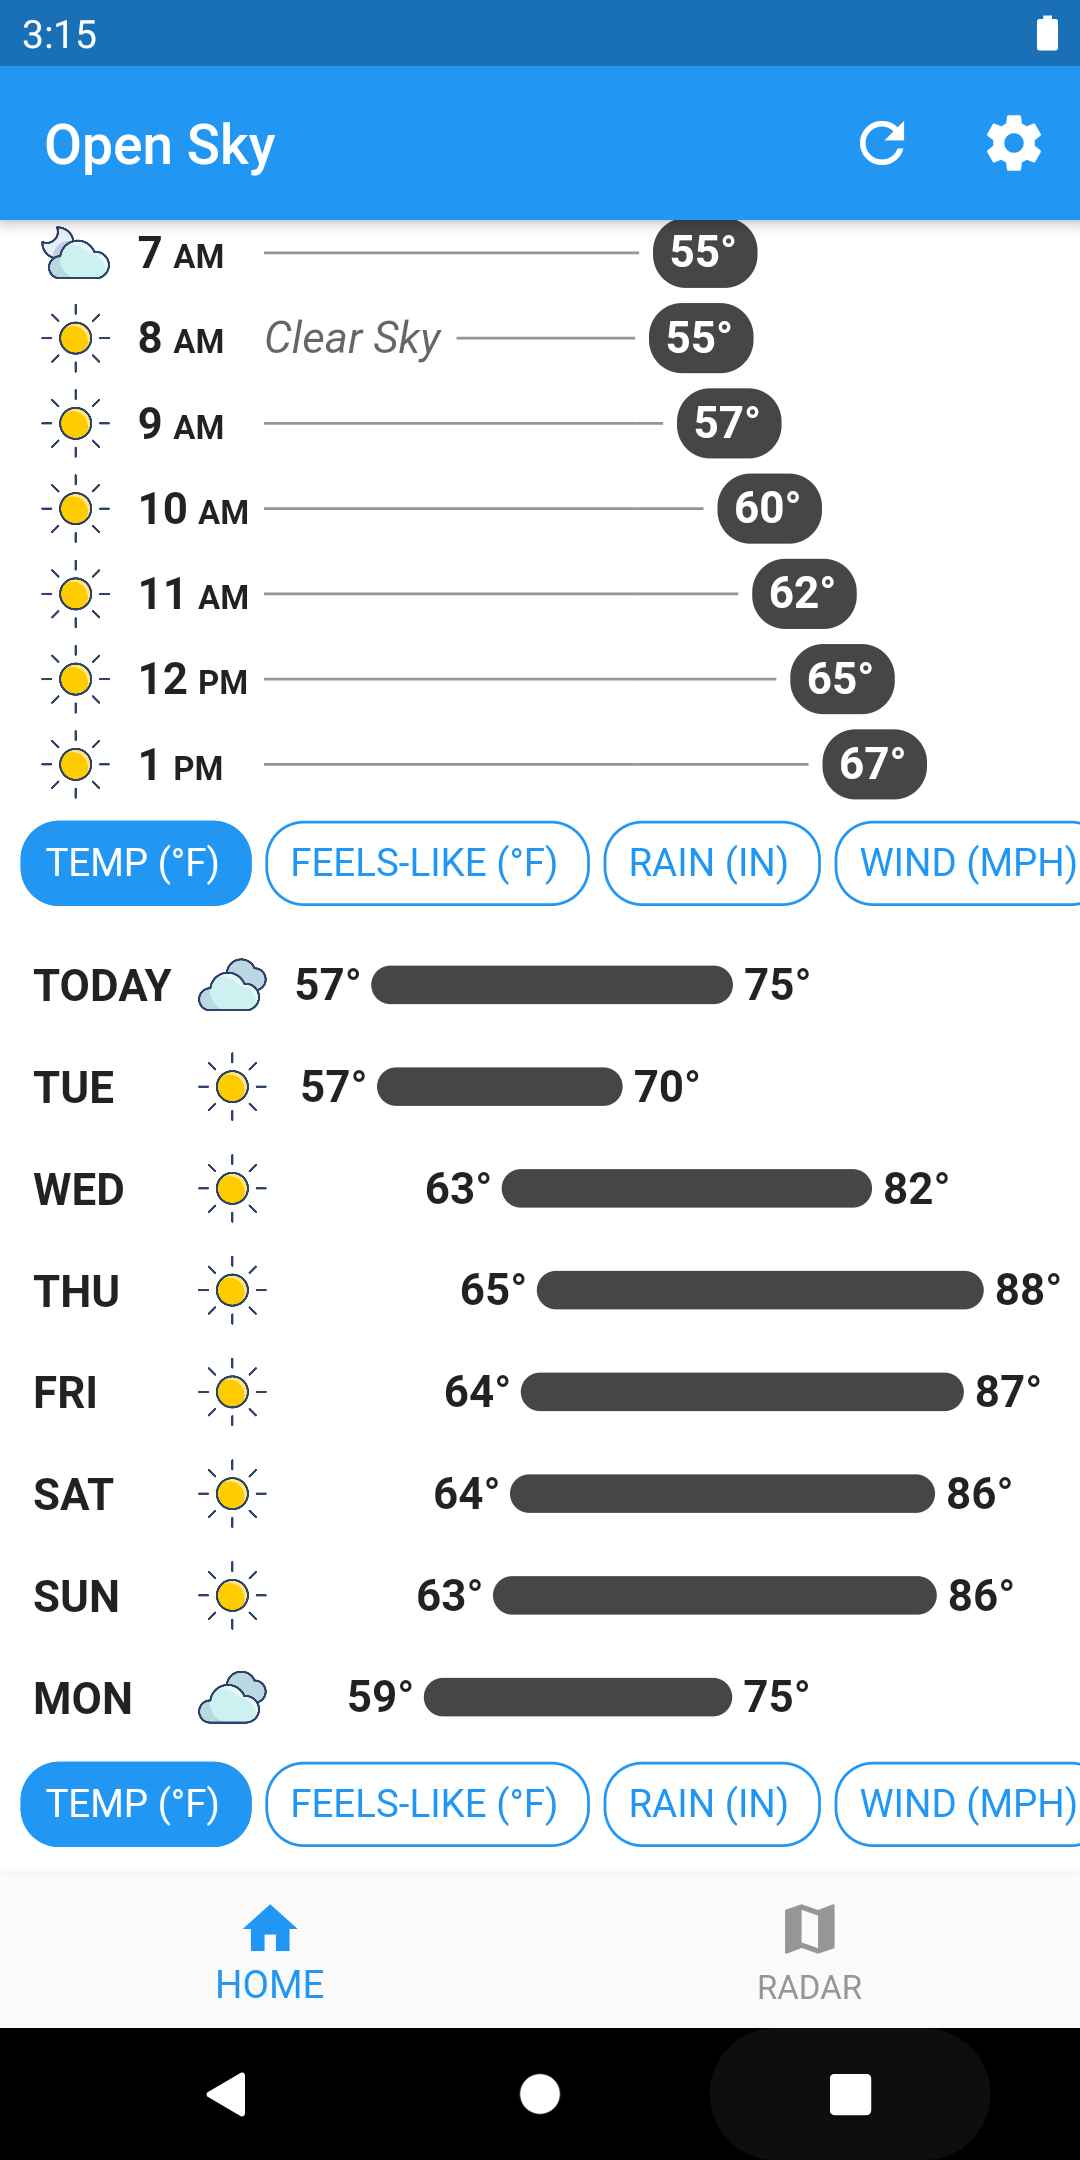 3:15
Open Sky
7 AM 55°
8 AM Clear Sky 55°
9 AM 57°
10 AM 60°
11 AM 62°
12 PM 65°
1 PM 67°
TEMP (°F) FEELS-LIKE (°F) RAIN (IN) WIND (MPH)
TODAY 57° 75°
TUE 57° 70°
WED 63° 82°
THU 65° 88°
FRI 64° 87°
SAT 64° 86°
SUN 63° 86°
MON 59° 75°
TEMP (°F) FEELS-LIKE (°F) RAIN (IN) WIND (MPH)
HOME RADAR